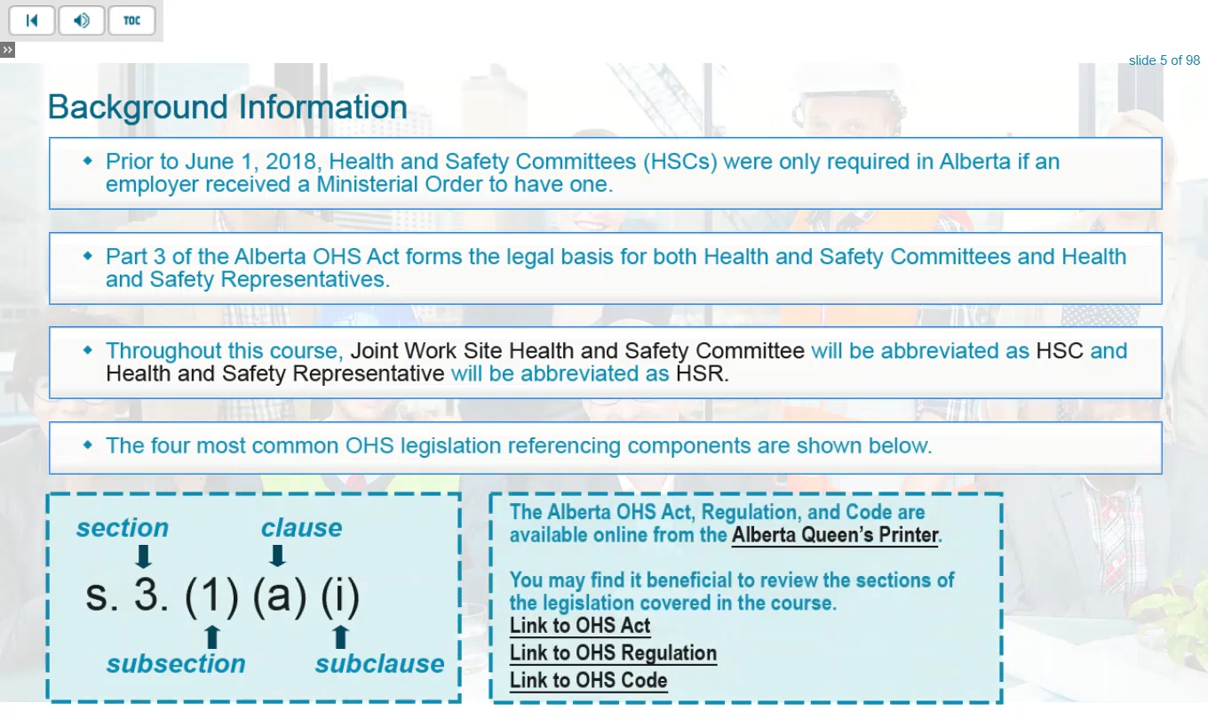 TOC
slide 5 of 98
Background Information
Prior to June 1, 2018, Health and Safety Committees (HSCs) were only required in Alberta if an
employer received a Ministerial Order to have one.
Part 3 of the Alberta OHS Act forms the legal basis for both Health and Safety Committees and Health
and Safety Representatives.
Throughout this course, Joint Work Site Health and Safety Committee will be abbreviated as HSC and
Health and Safety Representative will be abbreviated as HSR.
The four most common OHS legislation referencing components are shown below.
section clause
s. 3. (1) (a) (i)
subsection subclause
The Alberta OHS Act, Regulation, and Code are
available online from the Alberta Queen's Printer.
You may find it beneficial to review the sections of
the legislation covered in the course.
Link to OHS Act
Link to OHS Regulation
Link to OHS Code